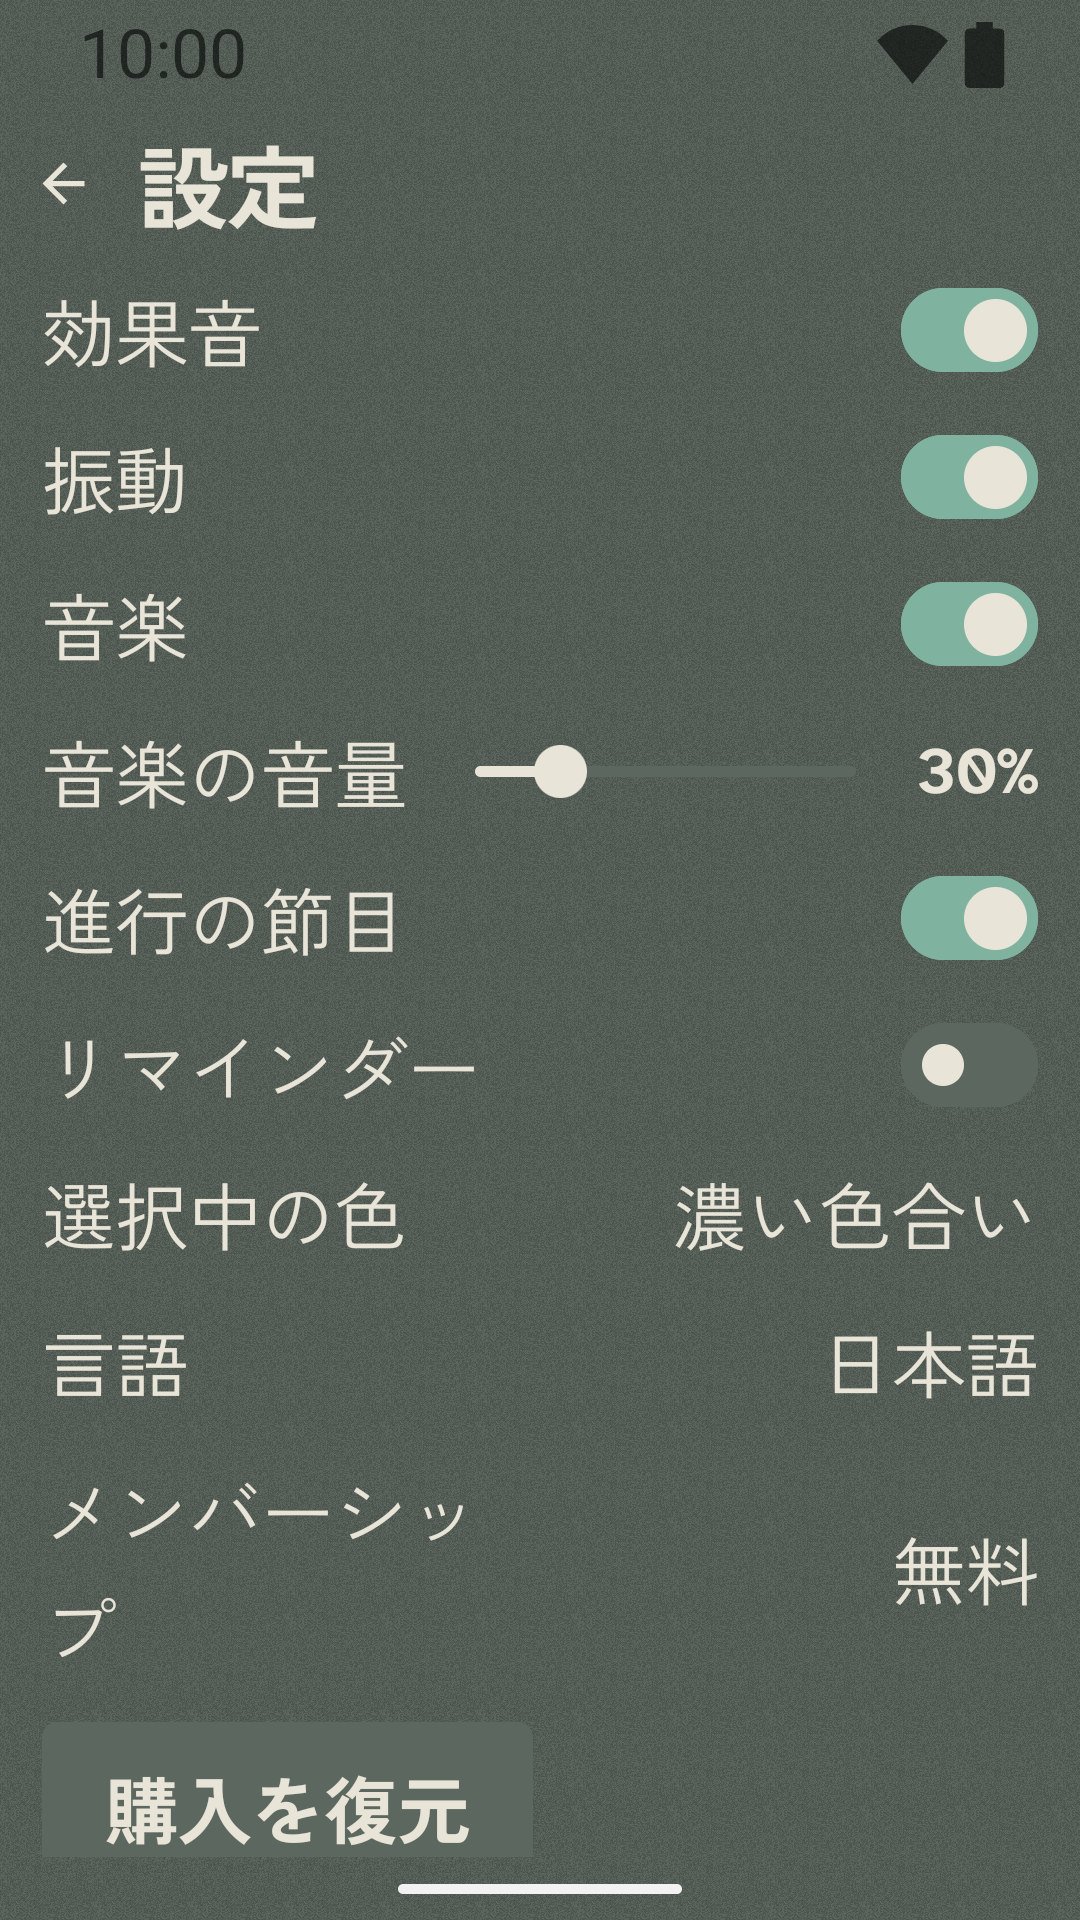 10:00
設定
効果音
振動
音楽
音楽の音量 30%
進行の節目
リマインダー
選択中の色 濃い色合い
言語 日本語
メンバーシッ
プ
無料
購入を復元